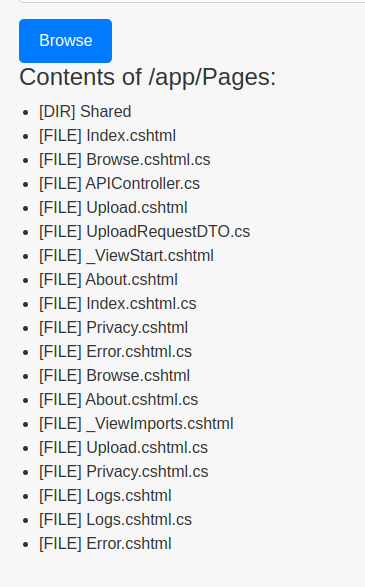 Browse
Contents of /app/Pages:
[DIR] Shared
[FILE] Index.cshtml
[FILE] Browse.cshtml.cs
[FILE] APIController.cs
[FILE] Upload.cshtml
[FILE] UploadRequestDTO.cs
[FILE] _ViewStart.cshtml
[FILE] About.cshtml
[FILE] Index.cshtml.cs
[FILE] Privacy.cshtml
[FILE] Error.cshtml.cs
[FILE] Browse.cshtml
[FILE] About.cshtml.cs
[FILE] _ViewImports.cshtml
[FILE] Upload.cshtml.cs
[FILE] Privacy.cshtml.cs
[FILE] Logs.cshtml
[FILE] Logs.cshtml.cs
[FILE] Error.cshtml